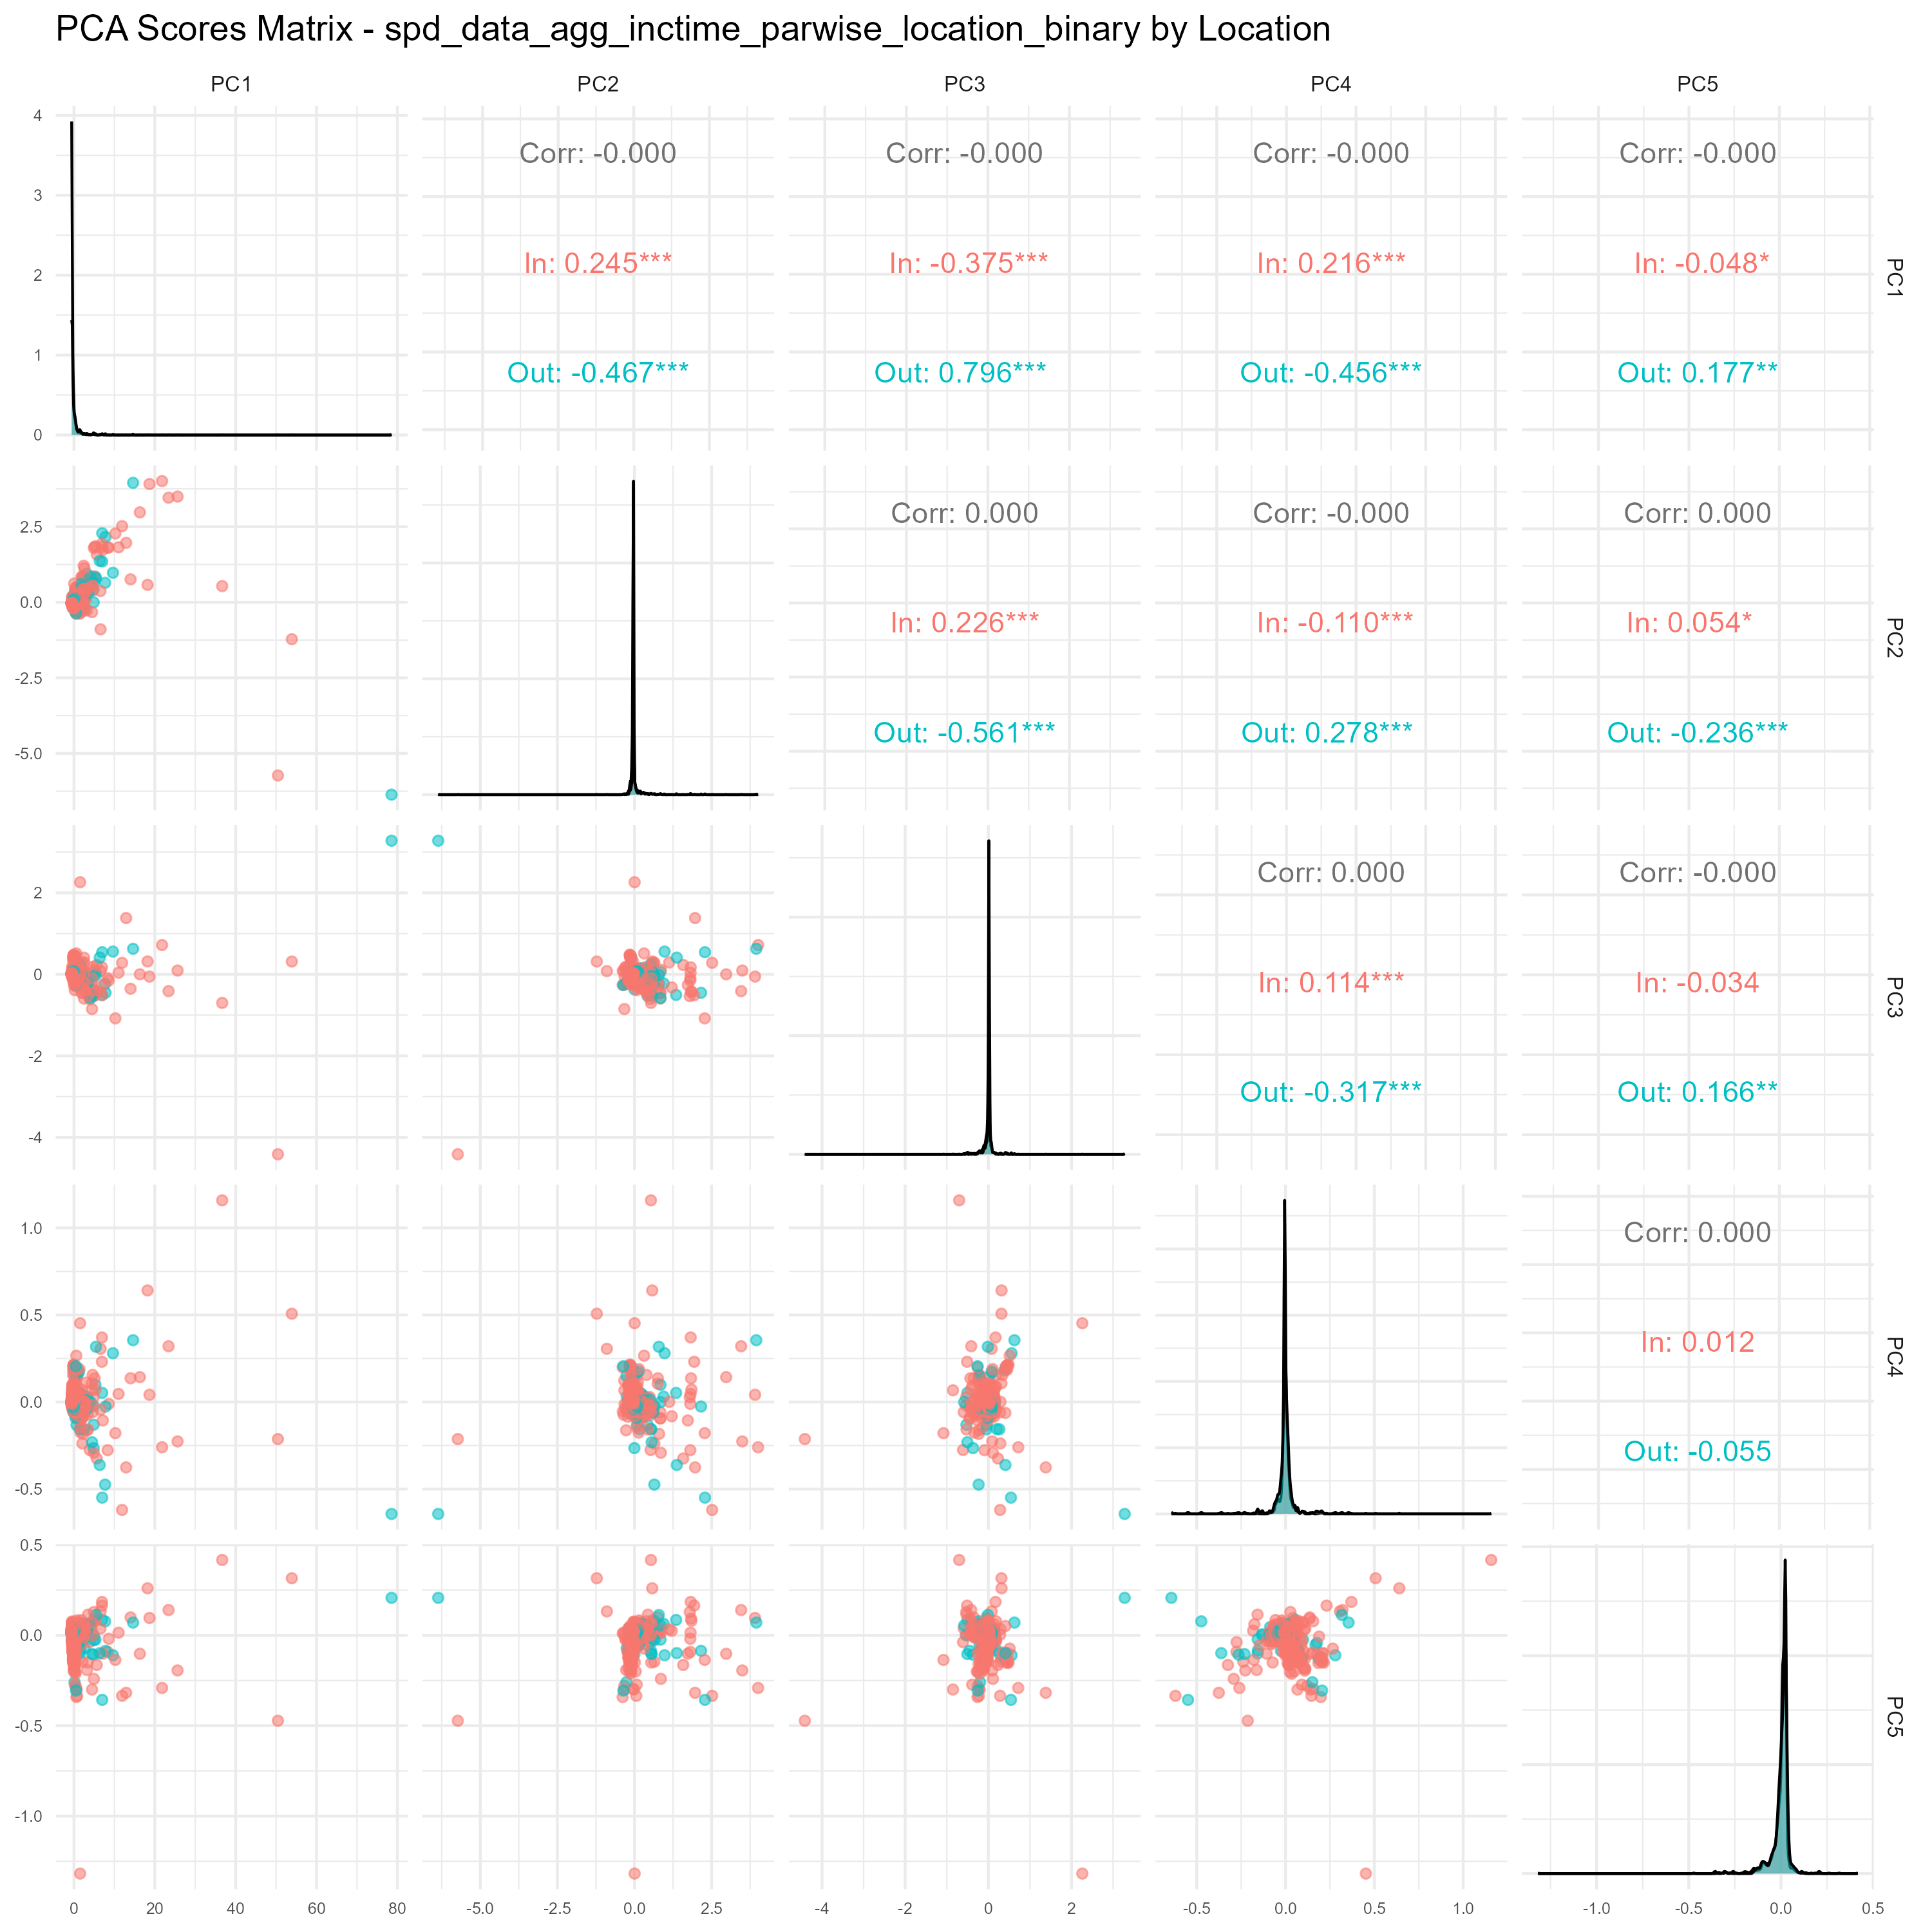 PCA Scores Matrix - spd_data_agg_inctime_parwise_location_binary by Location
PC1 PC2 PC3 PC4 PC5
4
3
2
1
0
Corr: -0.000 Corr: -0.000 Corr: -0.000 Corr: -0.000
In: 0.245*** In: -0.375*** In: 0.216*** In: -0.048*
Out: -0.467*** Out: 0.796*** Out: -0.456*** Out: 0.177**
PC1
2.5
0.0
-2.5
-5.0
Corr: 0.000 Corr: -0.000 Corr: 0.000
In: 0.226*** In: -0.110*** In: 0.054*
Out: -0.561*** Out: 0.278*** Out: -0.236***
PC2
2
0
-2
-4
Corr: 0.000 Corr: -0.000
In: 0.114*** In: -0.034
Out: -0.317*** Out: 0.166**
PC3
1.0
0.5
0.0
-0.5
Corr: 0.000
In: 0.012
Out: -0.055
PC4
0.5
0.0
-0.5
-1.0
PC5
0 20 40 60 80 -5.0 -2.5 0.0 2.5 -4 -2 0 2 -0.5 0.0 0.5 1.0 -1.0 -0.5 0.0 0.5